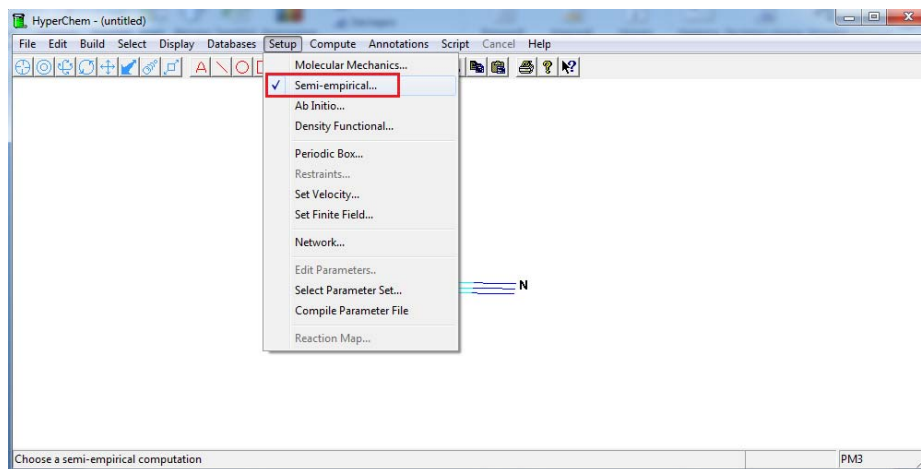 HyperChem - (untitled)
File Edit Build Select Display Databases Setup Compute Annotations Script Cancel Help
A
Molecular Mechanics...
Semi-empirical...
Ab Initio...
Density Functional...
Periodic Box...
Restraints...
Set Velocity...
Set Finite Field...
Network...
Edit Parameters..
Select Parameter Set...
Compile Parameter File
Reaction Map...
N
Choose a semi-empirical computation
PM3